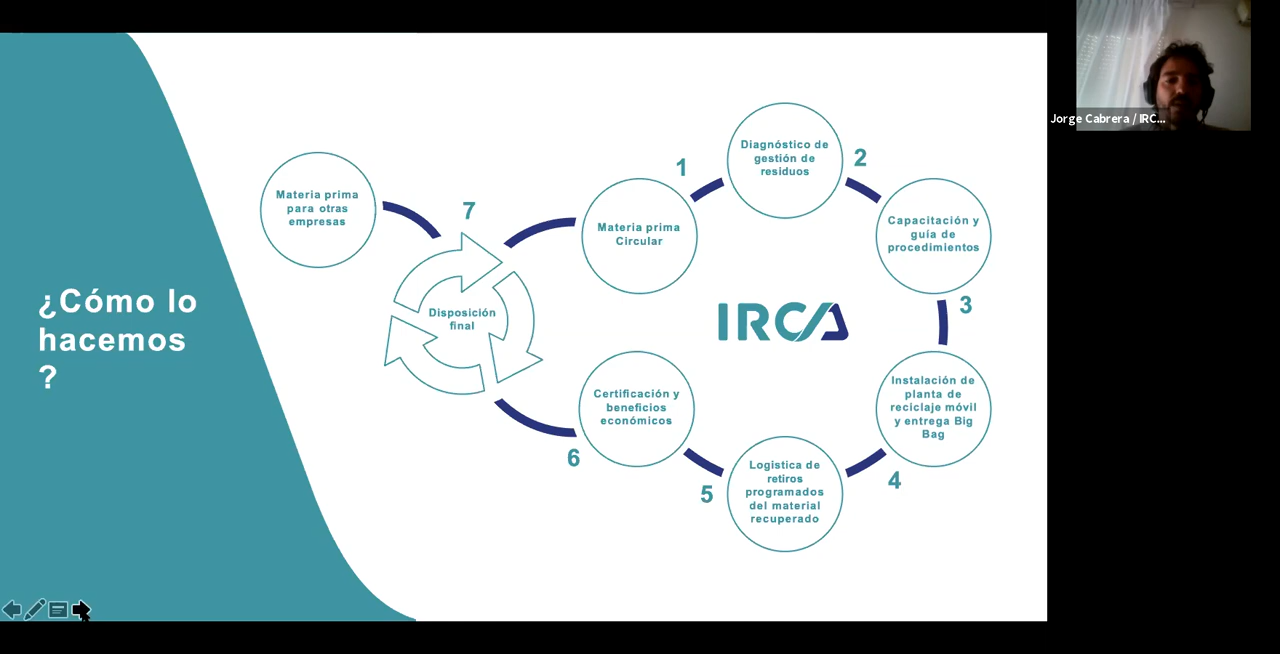 Jorge Cabrera / IRC...
¿Cómo lo
hacemos
?
Materia prima
para otras
empresas
7
Disposición
final
Materia prima
Circular
1
Diagnóstico de
gestión de
residuos
2
Capacitación y
guía de
procedimientos
3
IRCA
Instalación de
planta de
reciclaje móvil
y entrega Big
Bag
4
Logistica de
retiros
programados
del material
recuperado
5
Certificación y
beneficios
económicos
6